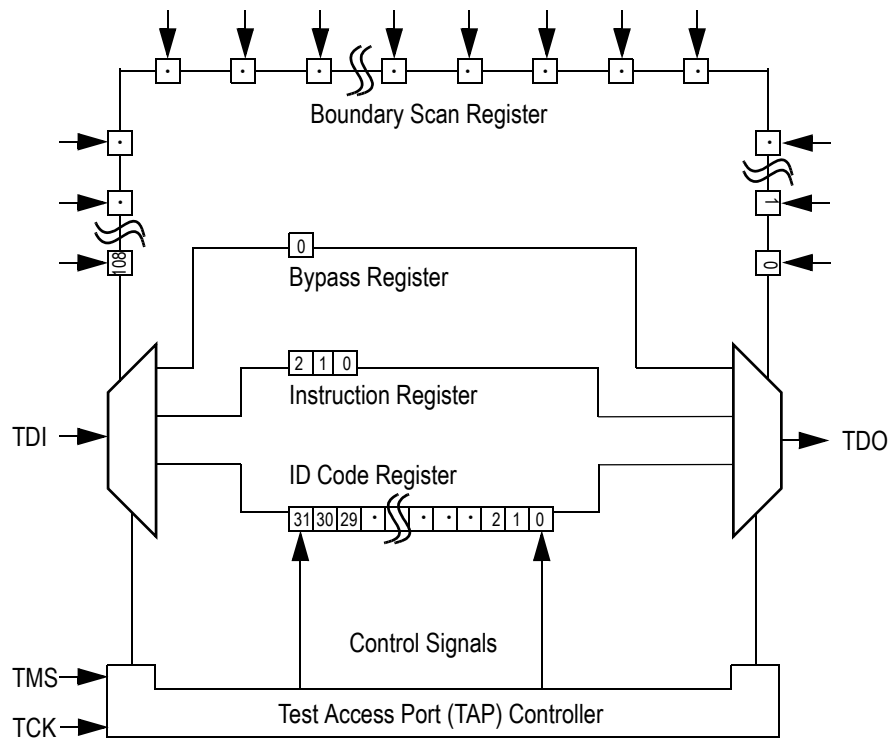 Boundary Scan Register
1
108
0
0
Bypass Register
2 1 0
Instruction Register
TDI
TDO
ID Code Register
31 30 29 · · · · · 2 1 0
Control Signals
TMS
TCK
Test Access Port (TAP) Controller